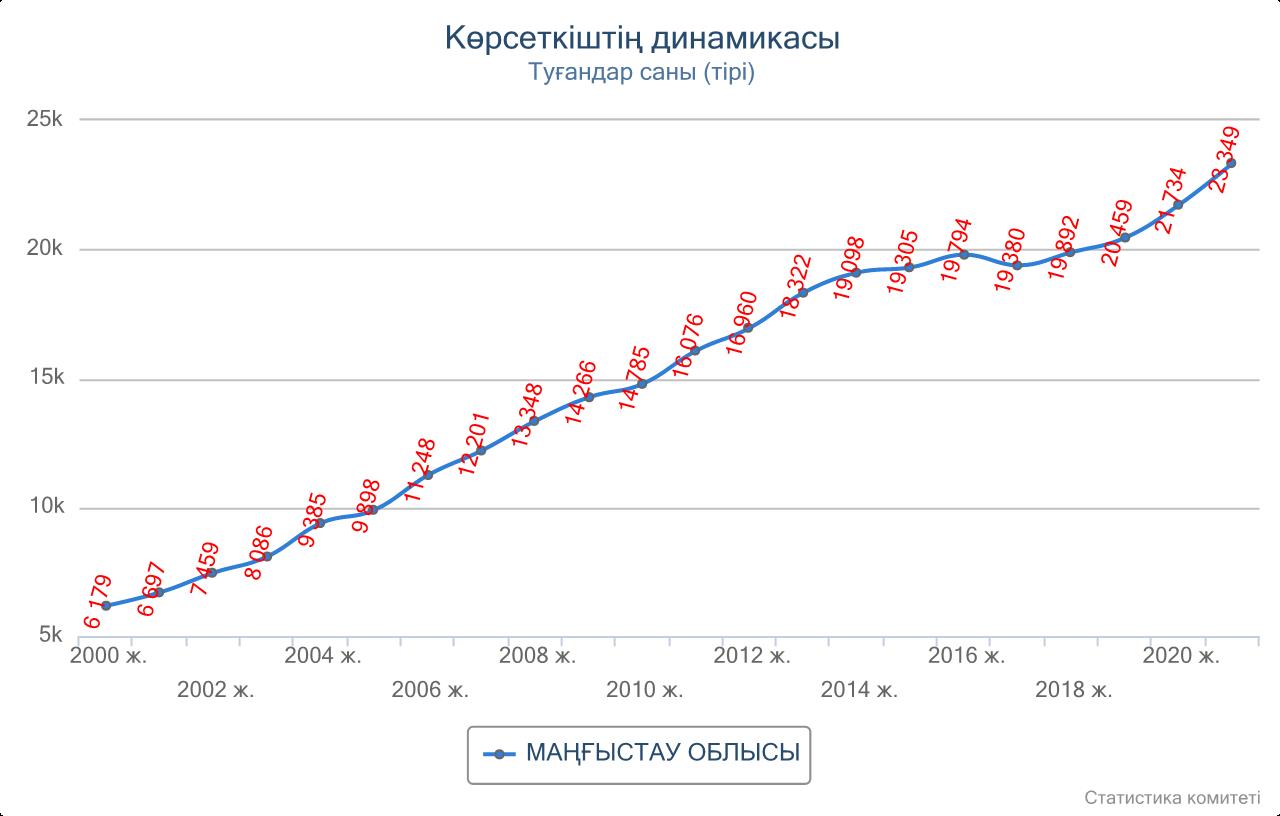 Көрсеткіштің динамикасы
Туғандар саны (тірі)
25k
20k
15k
10k
5k
6 179
6 697
7 459
8 086
9 385
9 898
11 248
12 201
13 348
14 266
14 785
16 076
16 960
18 322
19 098
19 305
19 794
19 380
19 892
20 459
21 734
23 349
2000 ж.
2004 ж.
2008 ж.
2012 ж.
2016 ж.
2020 ж.
2002 ж.
2006 ж.
2010 ж.
2014 ж.
2018 ж.
МАҢҒЫСТАУ ОБЛЫСЫ
Статистика комитеті